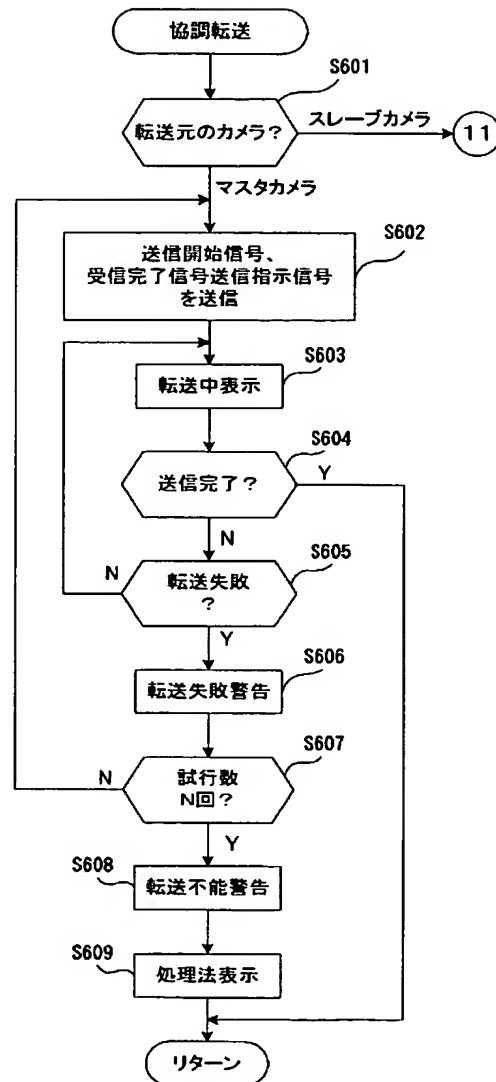 協調転送
S601
転送元のカメラ?
スレーブカメラ
11
マスタカメラ
S602
送信開始信号、
受信完了信号送信指示信号
を送信
S603
転送中表示
S604
送信完了?
Y
N
S605
転送失敗
?
N
Y
S606
転送失敗警告
S607
試行数
N回?
N
Y
S608
転送不能警告
S609
処理法表示
リターン